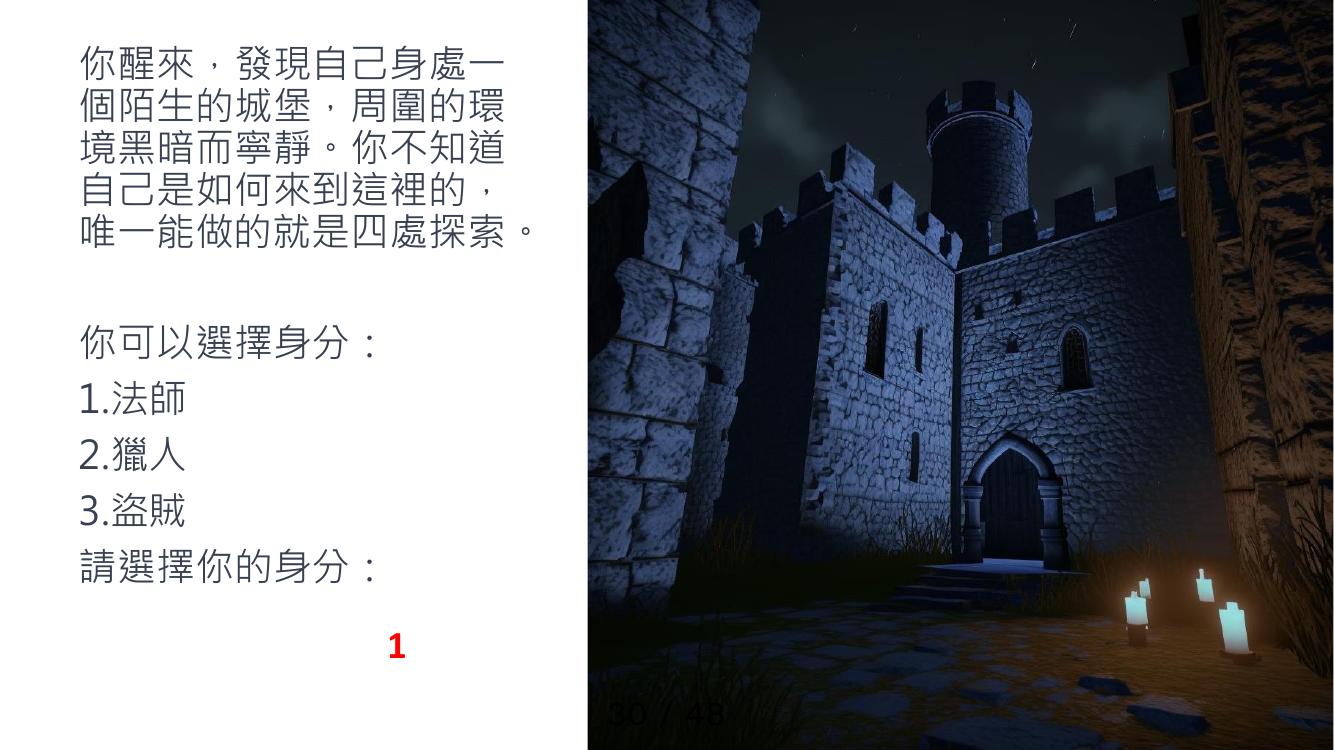 你醒來，發現自己身處一
個陌生的城堡，周圍的環
境黑暗而寧靜。你不知道
自己是如何來到這裡的，
唯一能做的就是四處探索。
你可以選擇身分：
1.法師
2.獵人
3.盜賊
請選擇你的身分：
1
30 / 48